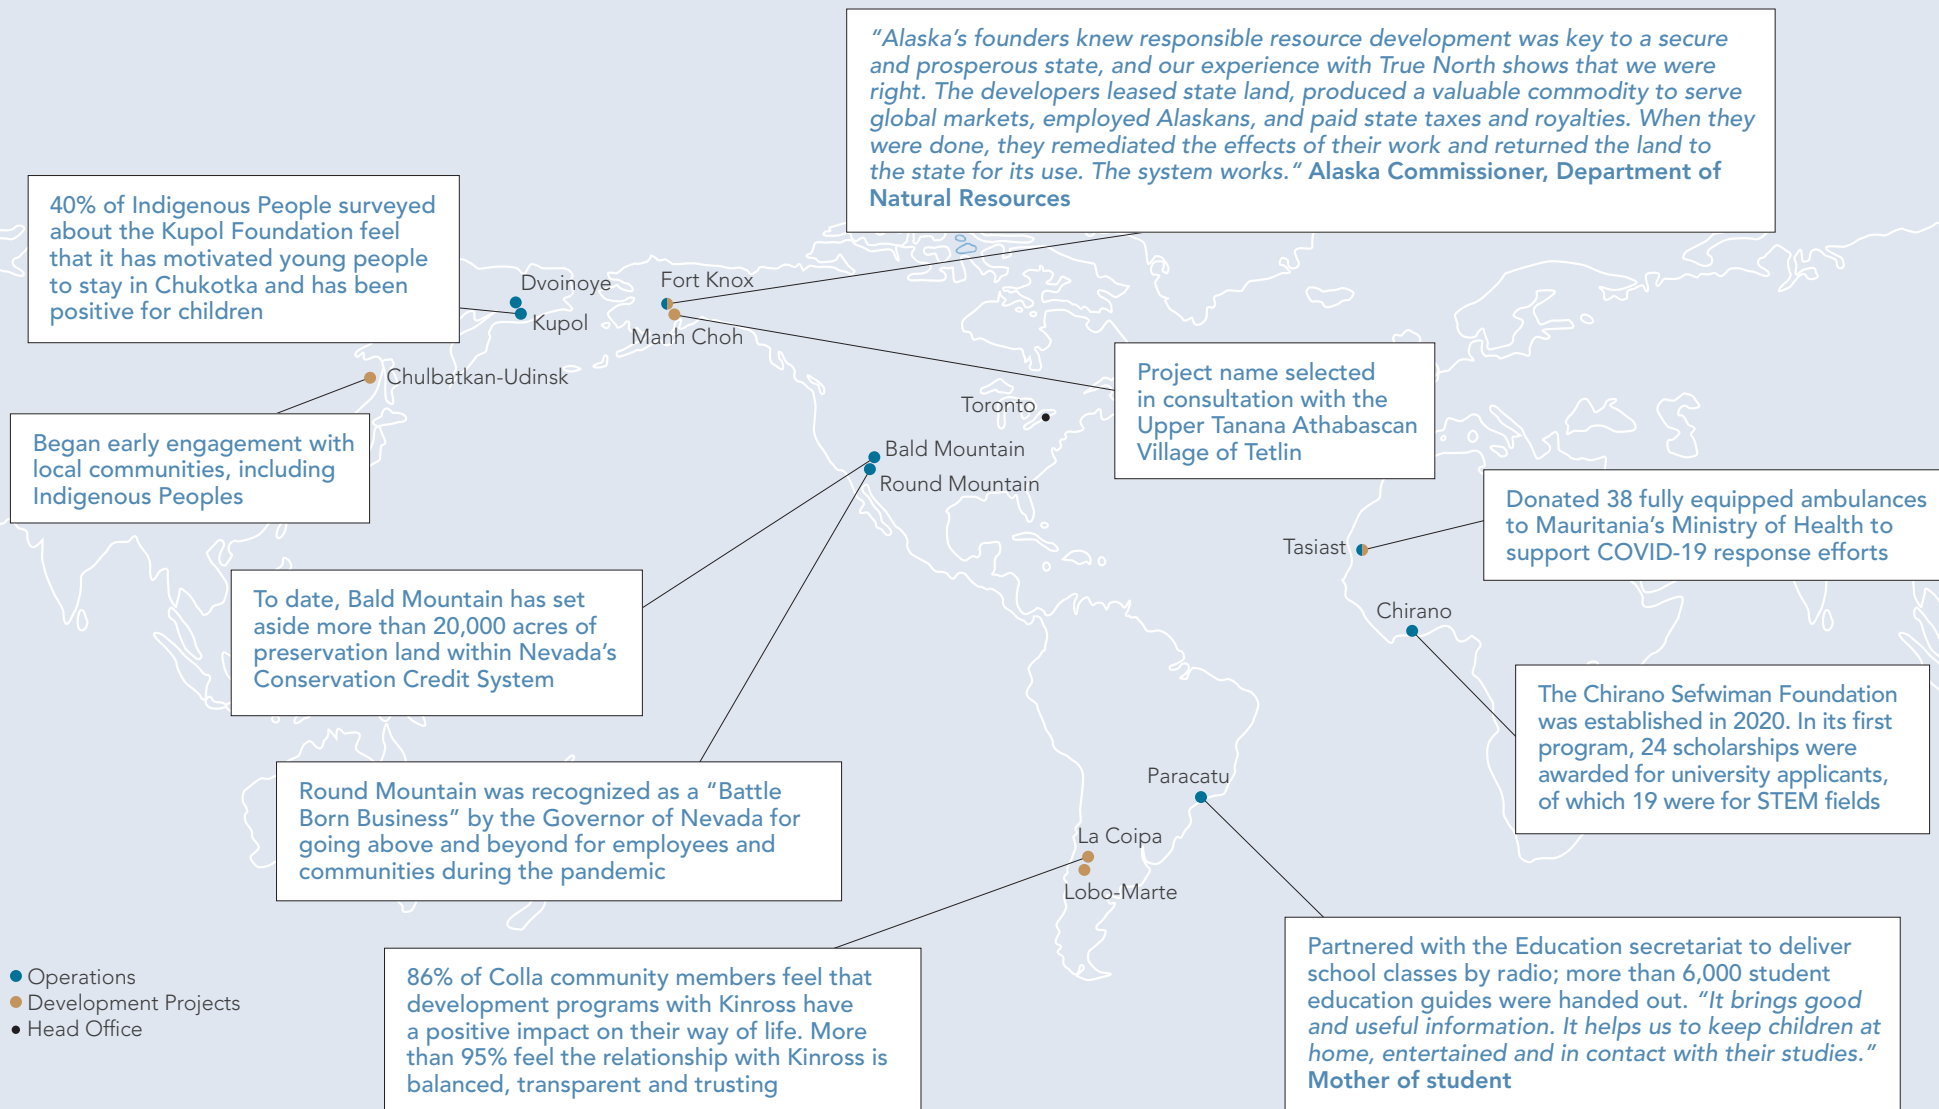 “Alaska’s founders knew responsible resource development was key to a secure
and prosperous state, and our experience with True North shows that we were
right. The developers leased state land, produced a valuable commodity to serve
global markets, employed Alaskans, and paid state taxes and royalties. When they
were done, they remediated the effects of their work and returned the land to
the state for its use. The system works.“ Alaska Commissioner, Department of
Natural Resources
40% of Indigenous People surveyed
about the Kupol Foundation feel
that it has motivated young people
to stay in Chukotka and has been
positive for children
Dvoinoye
Kupol
Fort Knox
Manh Choh
Chulbatkan-Udinsk
Project name selected
in consultation with the
Upper Tanana Athabascan
Village of Tetlin
Toronto
Began early engagement with
local communities, including
Indigenous Peoples
Bald Mountain
Round Mountain
Donated 38 fully equipped ambulances
to Mauritania’s Ministry of Health to
support COVID-19 response efforts
Tasiast
To date, Bald Mountain has set
aside more than 20,000 acres of
preservation land within Nevada’s
Conservation Credit System
Chirano
The Chirano Sefwiman Foundation
was established in 2020. In its first
program, 24 scholarships were
awarded for university applicants,
of which 19 were for STEM fields
Round Mountain was recognized as a “Battle
Born Business” by the Governor of Nevada for
going above and beyond for employees and
communities during the pandemic
Paracatu
La Coipa
Lobo-Marte
Operations
Development Projects
Head Office
86% of Colla community members feel that
development programs with Kinross have
a positive impact on their way of life. More
than 95% feel the relationship with Kinross is
balanced, transparent and trusting
Partnered with the Education secretariat to deliver
school classes by radio; more than 6,000 student
education guides were handed out. “It brings good
and useful information. It helps us to keep children at
home, entertained and in contact with their studies.”
Mother of student